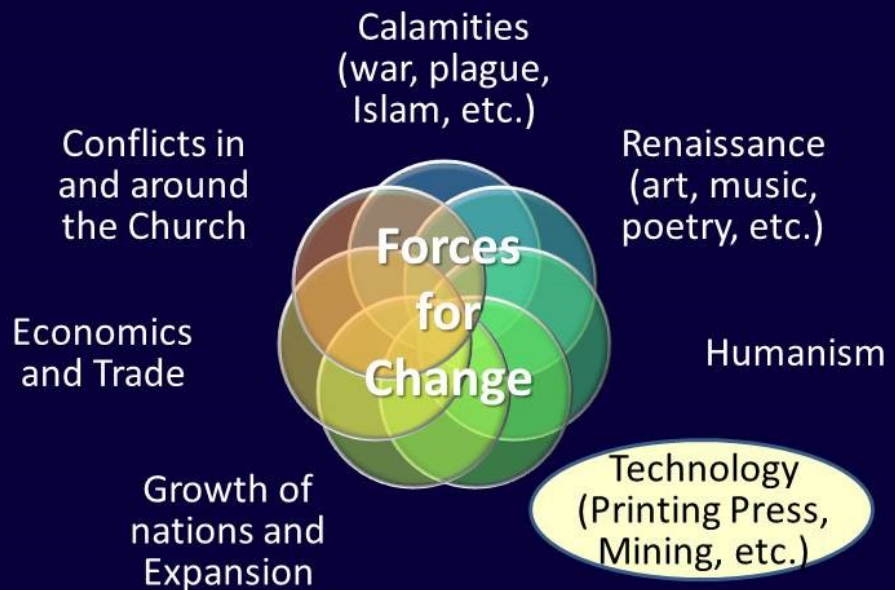 Calamities
(war, plague,
Islam, etc.)
Conflicts in
and around
the Church
Renaissance
(art, music,
poetry, etc.)
Forces
for
Change
Economics
and Trade
Humanism
Growth of
nations and
Expansion
Technology
(Printing Press,
Mining, etc.)